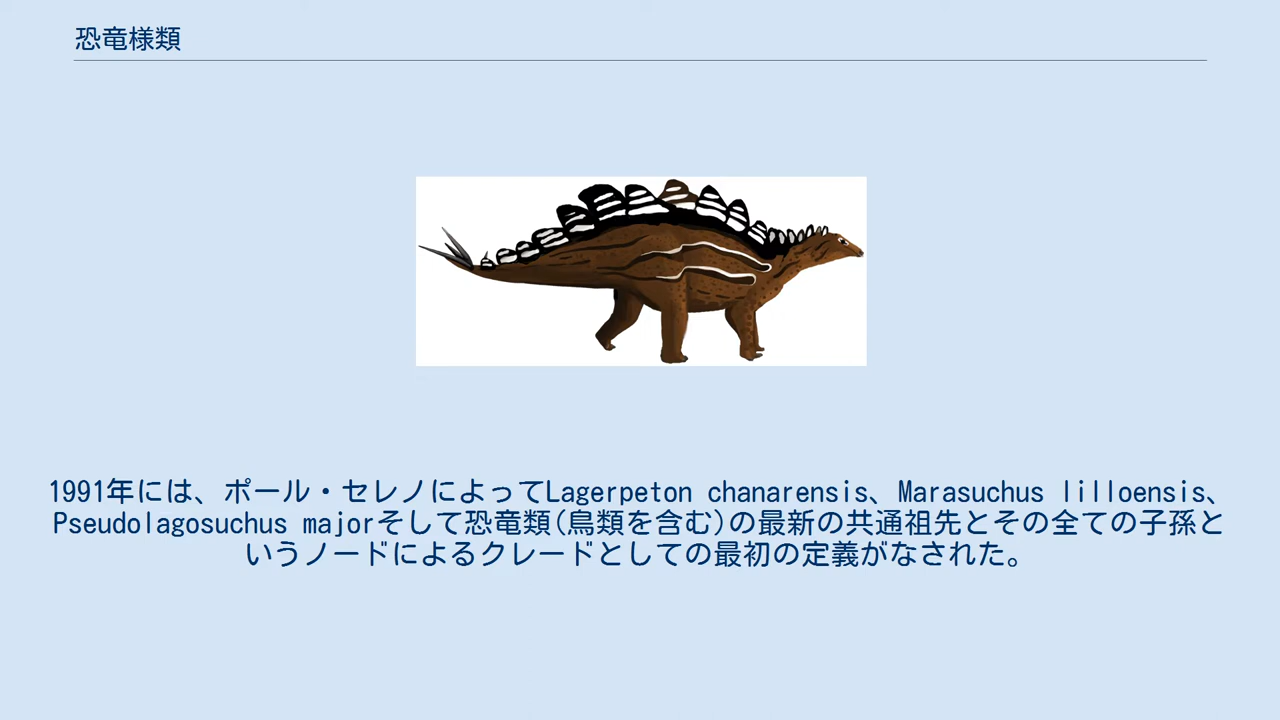 恐竜様類
1991年には、ポール・セレノによってLagerpeton chanarensis、Marasuchus lilloensis、
Pseudolagosuchus majorそして恐竜類(鳥類を含む)の最新の共通祖先とその全ての子孫と
いうノードによるクレードとしての最初の定義がなされた。